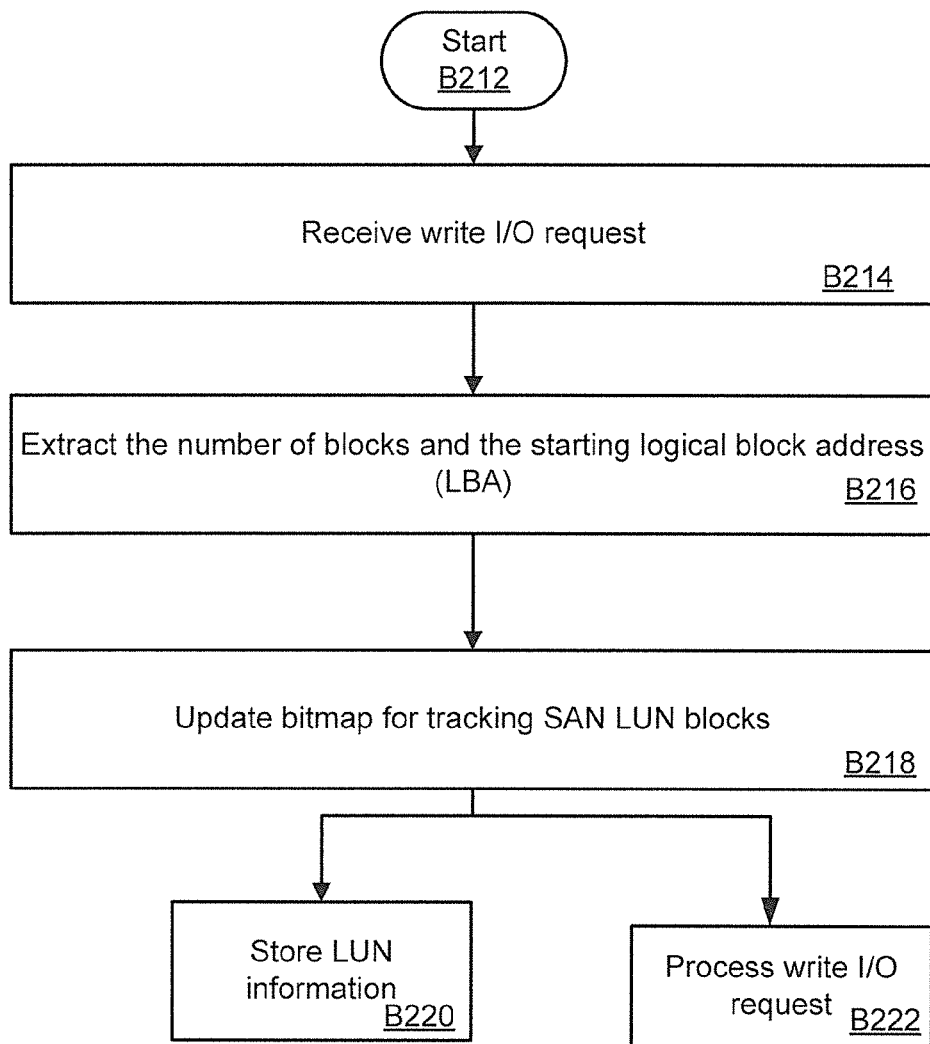 Start
B212
Receive write I/O request
B214
Extract the number of blocks and the starting logical block address
(LBA)
B216
Update bitmap for tracking SAN LUN blocks
B218
Store LUN
information
B220
Process write I/O
request
B222